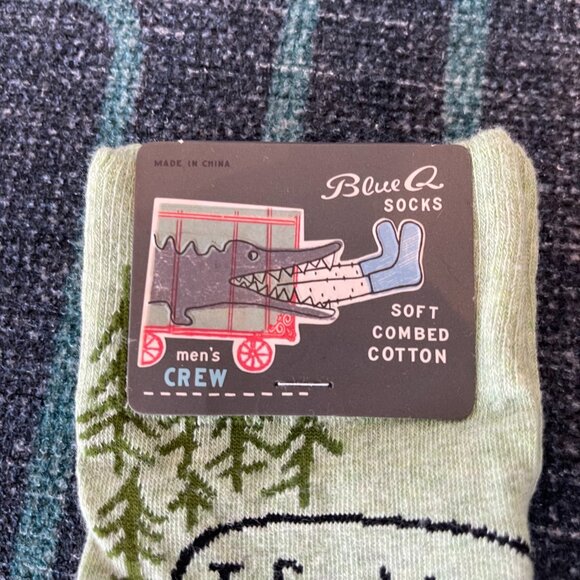 MADE IN CHINA
Blue Q
SOCKS
SOFT
COMBED
COTTON
men's
CREW